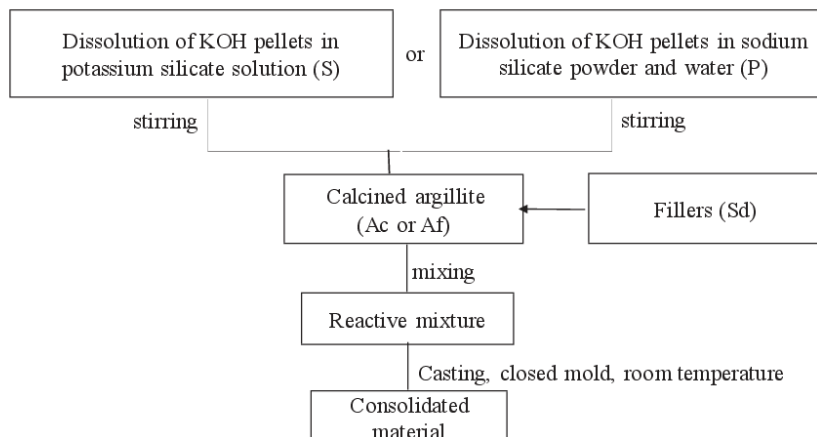 Dissolution of KOH pellets in
potassium silicate solution (S)
or
Dissolution of KOH pellets in sodium
silicate powder and water (P)
stirring
stirring
Calcined argillite
(Ac or Af)
Fillers (Sd)
mixing
Reactive mixture
Casting, closed mold, room temperature
Consolidated
material